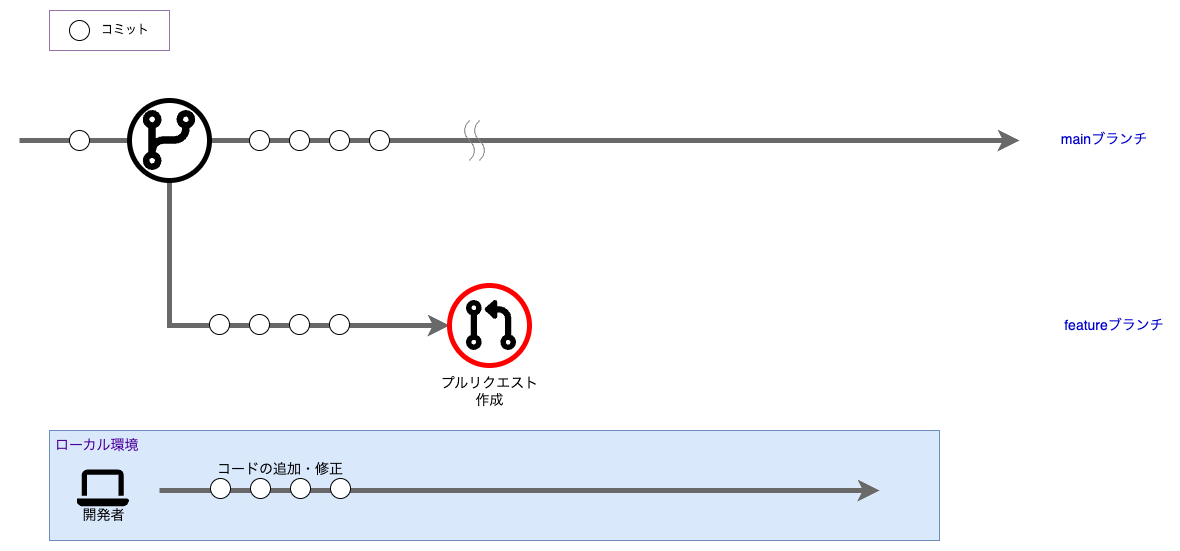 コミット
mainブランチ
featureブランチ
プルリクエスト
作成
ローカル環境
コードの追加・修正
開発者